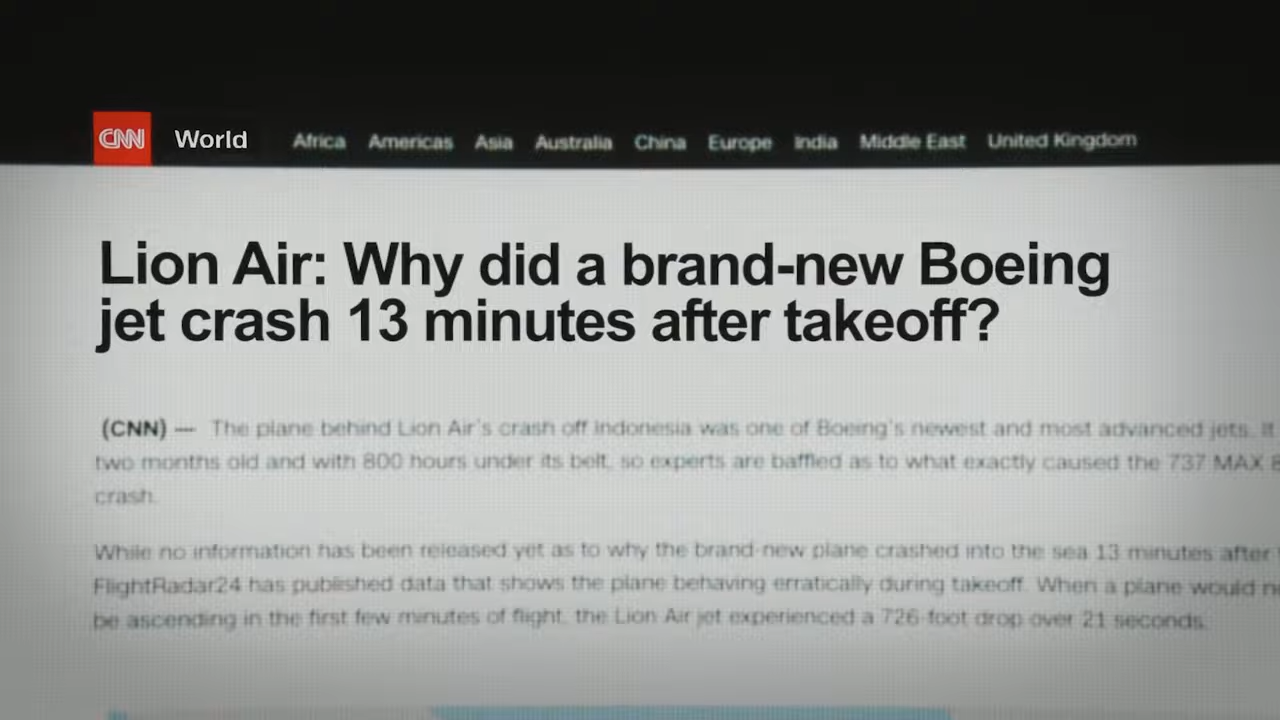 CNN World Africa Americas Asia Australia China Europe India Middle East United Kingdom
Lion Air: Why did a brand-new Boeing
jet crash 13 minutes after takeoff?
(CNN) — The plane behind Lion Air's crash off Indonesia was one of Boeing's newest and most advanced jets. It
two months old and with 800 hours under its belt, so experts are baffled as to what exactly caused the 737 MAX 8
crash.
While no information has been released yet as to why the brand-new plane crashed into the sea 13 minutes after
FlightRadar24 has published data that shows the plane behaving erratically during takeoff. When a plane would
be ascending in the first few minutes of flight, the Lion Air jet experienced a 726-foot drop over 21 seconds.